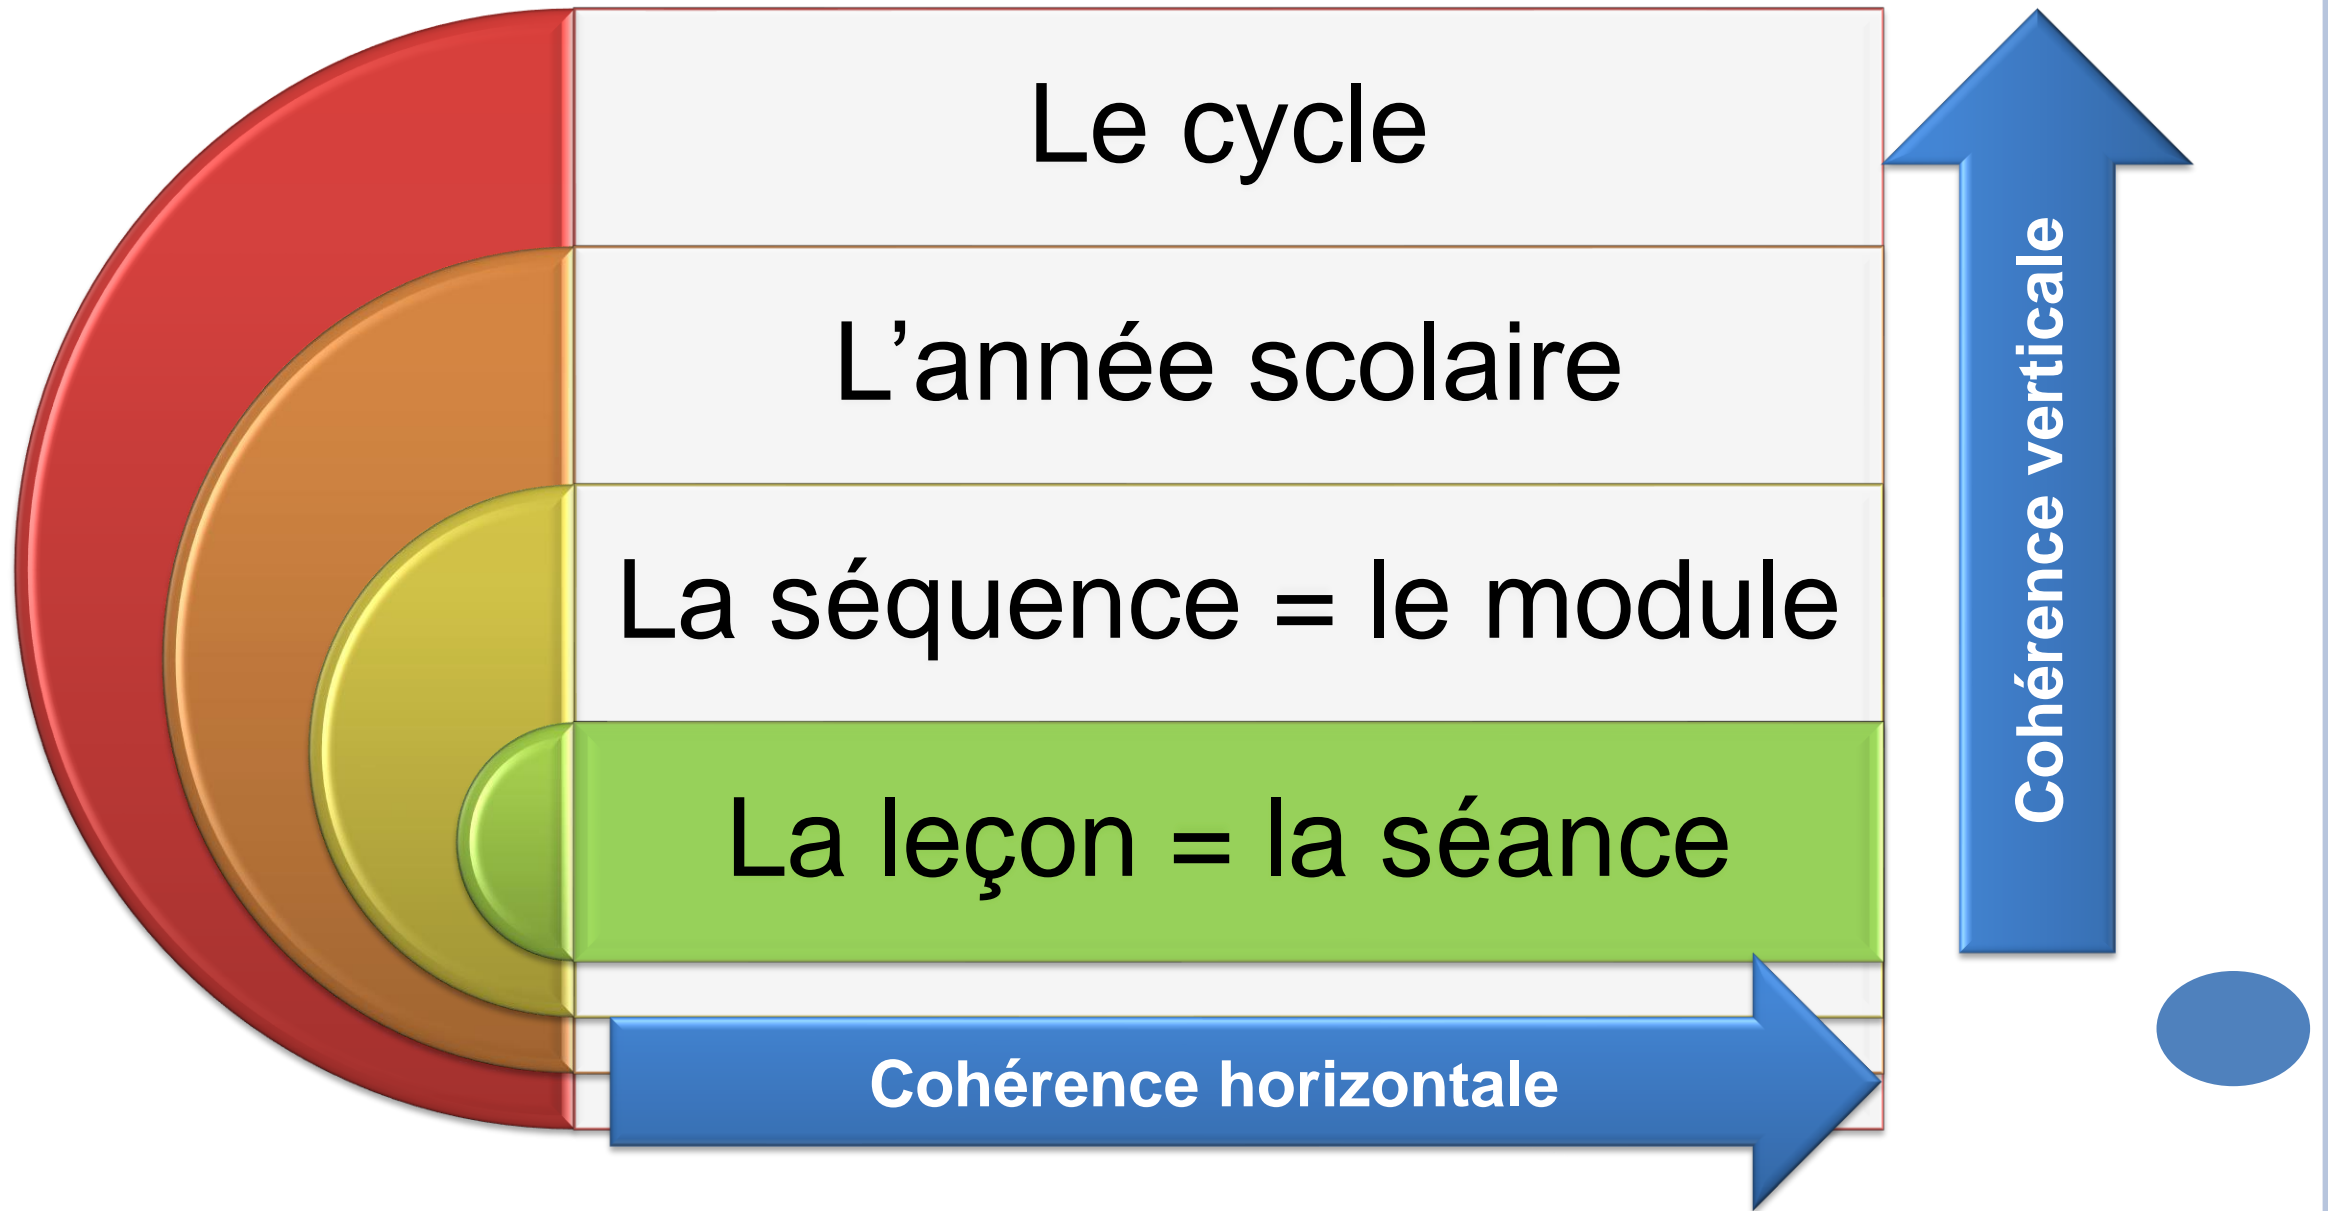 Le cycle
L’année scolaire
La séquence = le module
La leçon = la séance
Cohérence horizontale
Cohérence verticale